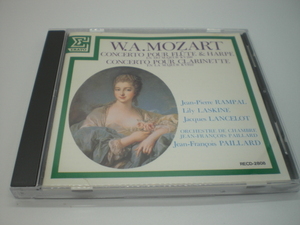 ERATO
W.A. MOZART
CONCERTO POUR FLUTE & HARPE
CONCERTO POUR CLARINETTE
Jean-Pierre RAMPAL
Lily LASKINE
Jacques LANCELOT
ORCHESTRE DE CHAMBRE
JEAN-FRANÇOIS PAILLARD
Jean-François PAILLARD